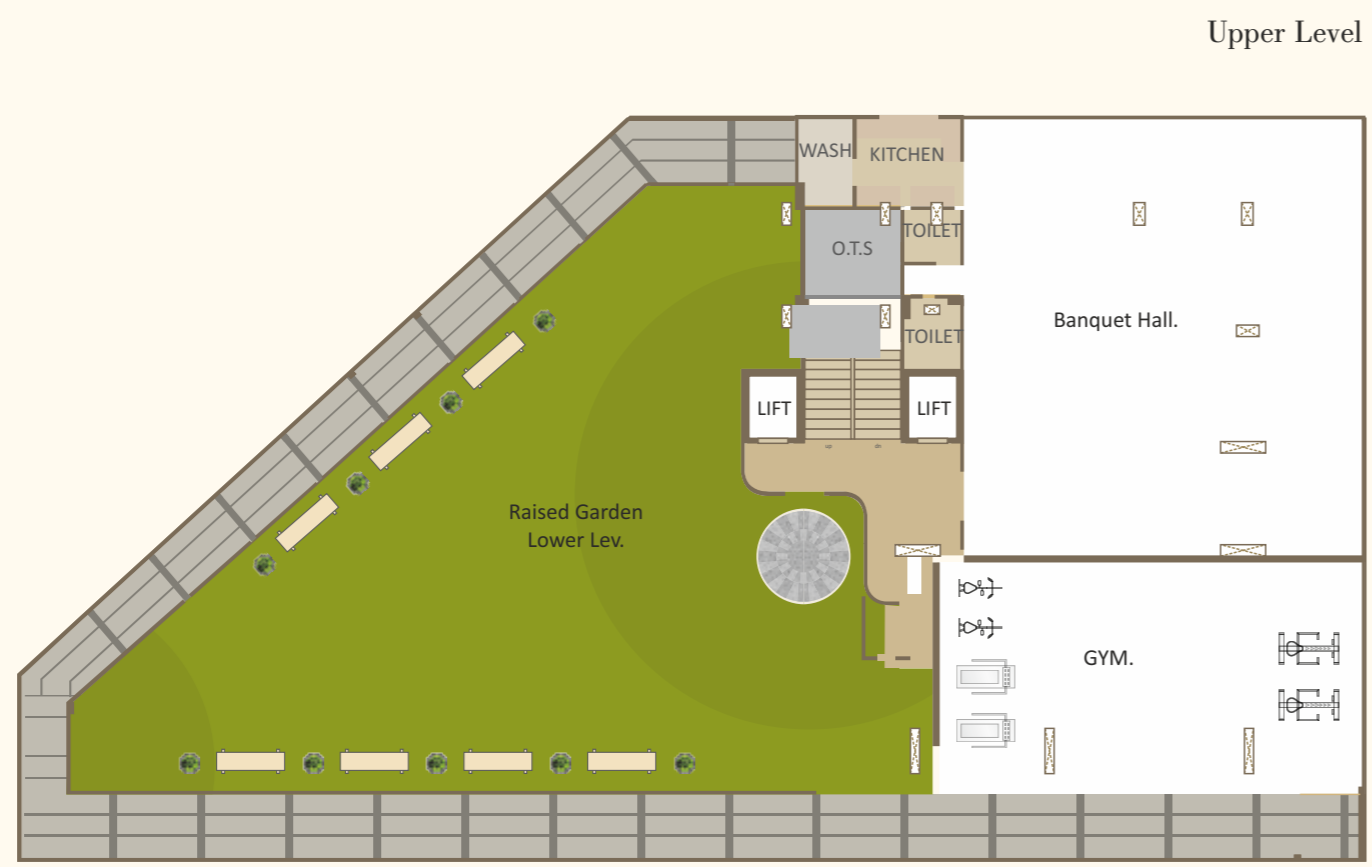 Upper Level
WASH
KITCHEN
O.T.S
TOILET
Banquet Hall.
TOILET
LIFT
LIFT
Raised Garden
Lower Lev.
GYM.